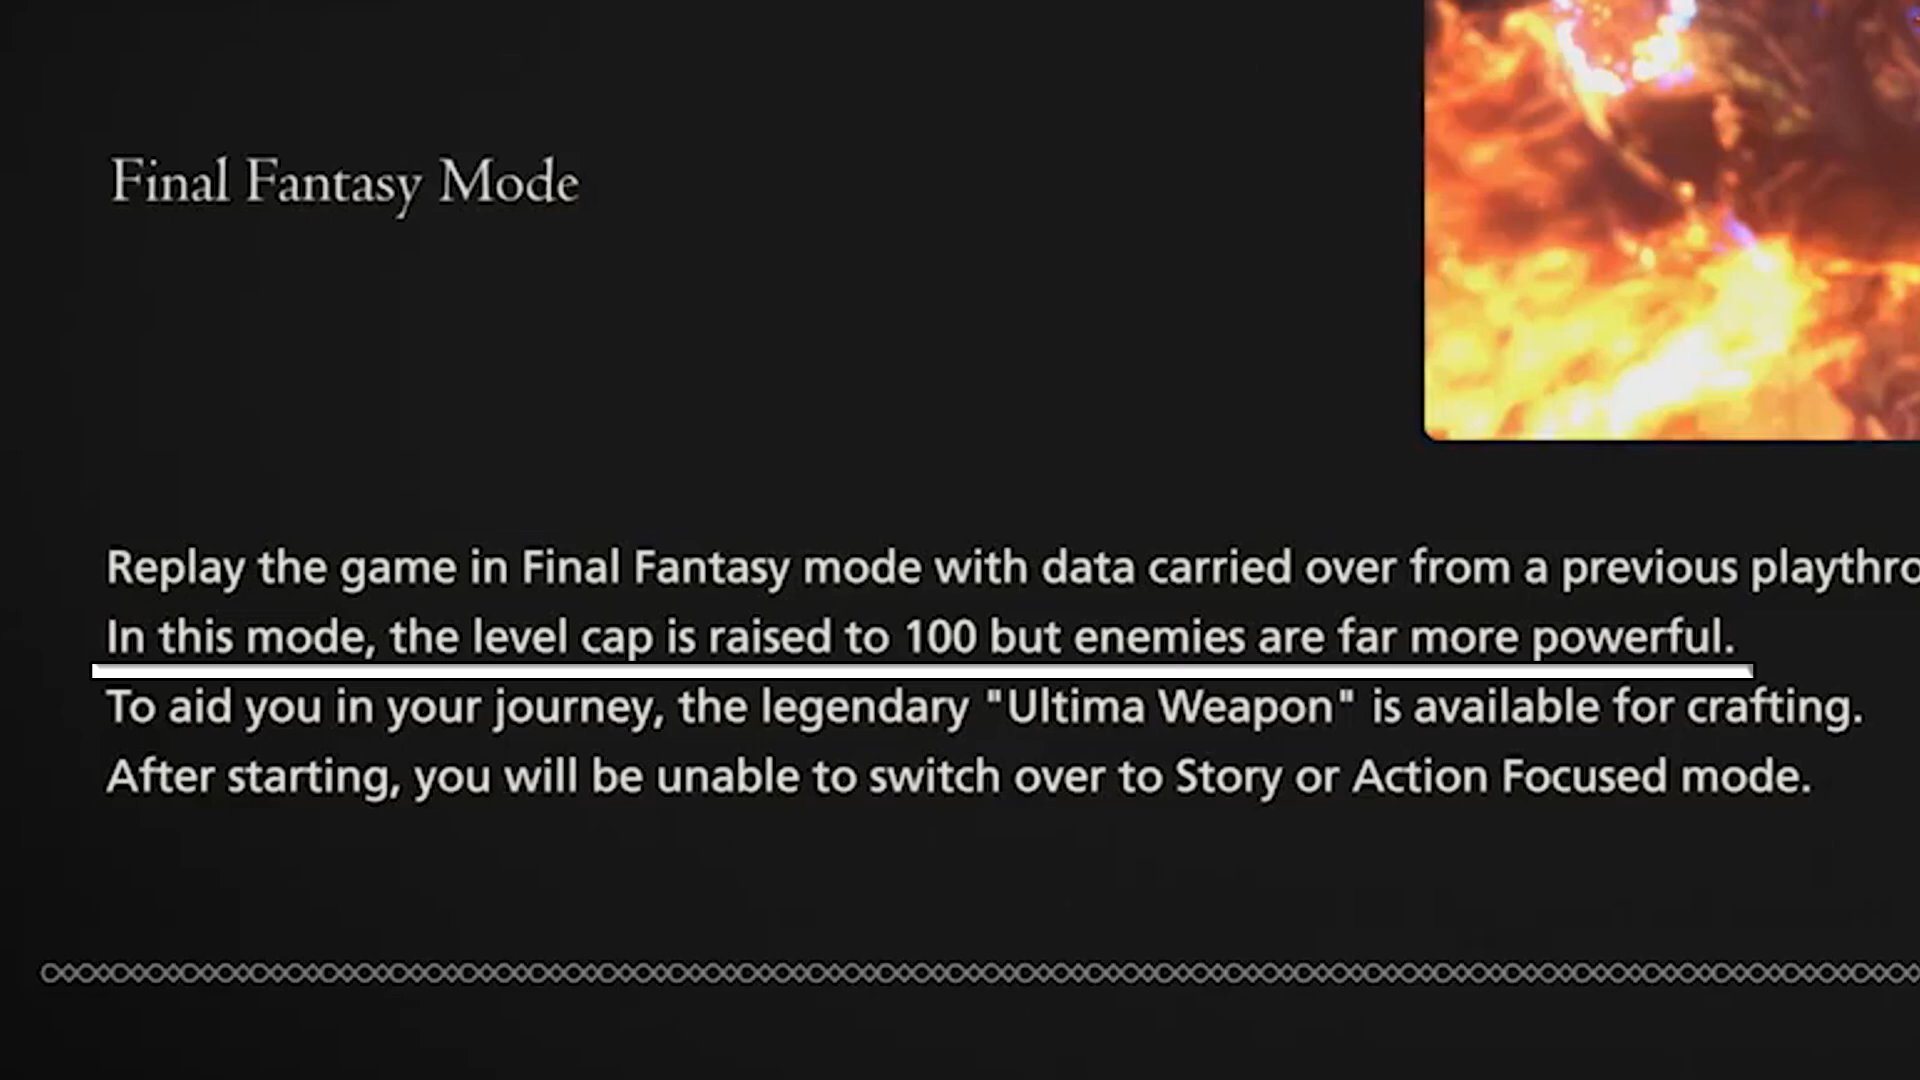 Final Fantasy Mode
Replay the game in Final Fantasy mode with data carried over from a previous
In this mode, the level cap is raised to 100 but enemies are far more powerful.
To aid you in your journey, the legendary "Ultima Weapon" is available for crafting.
After starting, you will be unable to switch over to Story or Action Focused mode.